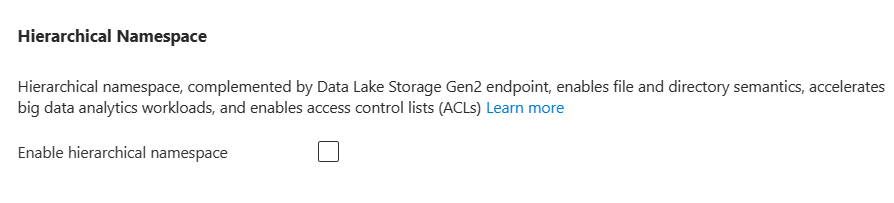 Hierarchical Namespace
Hierarchical namespace, complemented by Data Lake Storage Gen2 endpoint, enables file and directory semantics, accelerates
big data analytics workloads, and enables access control lists (ACLs) Learn more
Enable hierarchical namespace